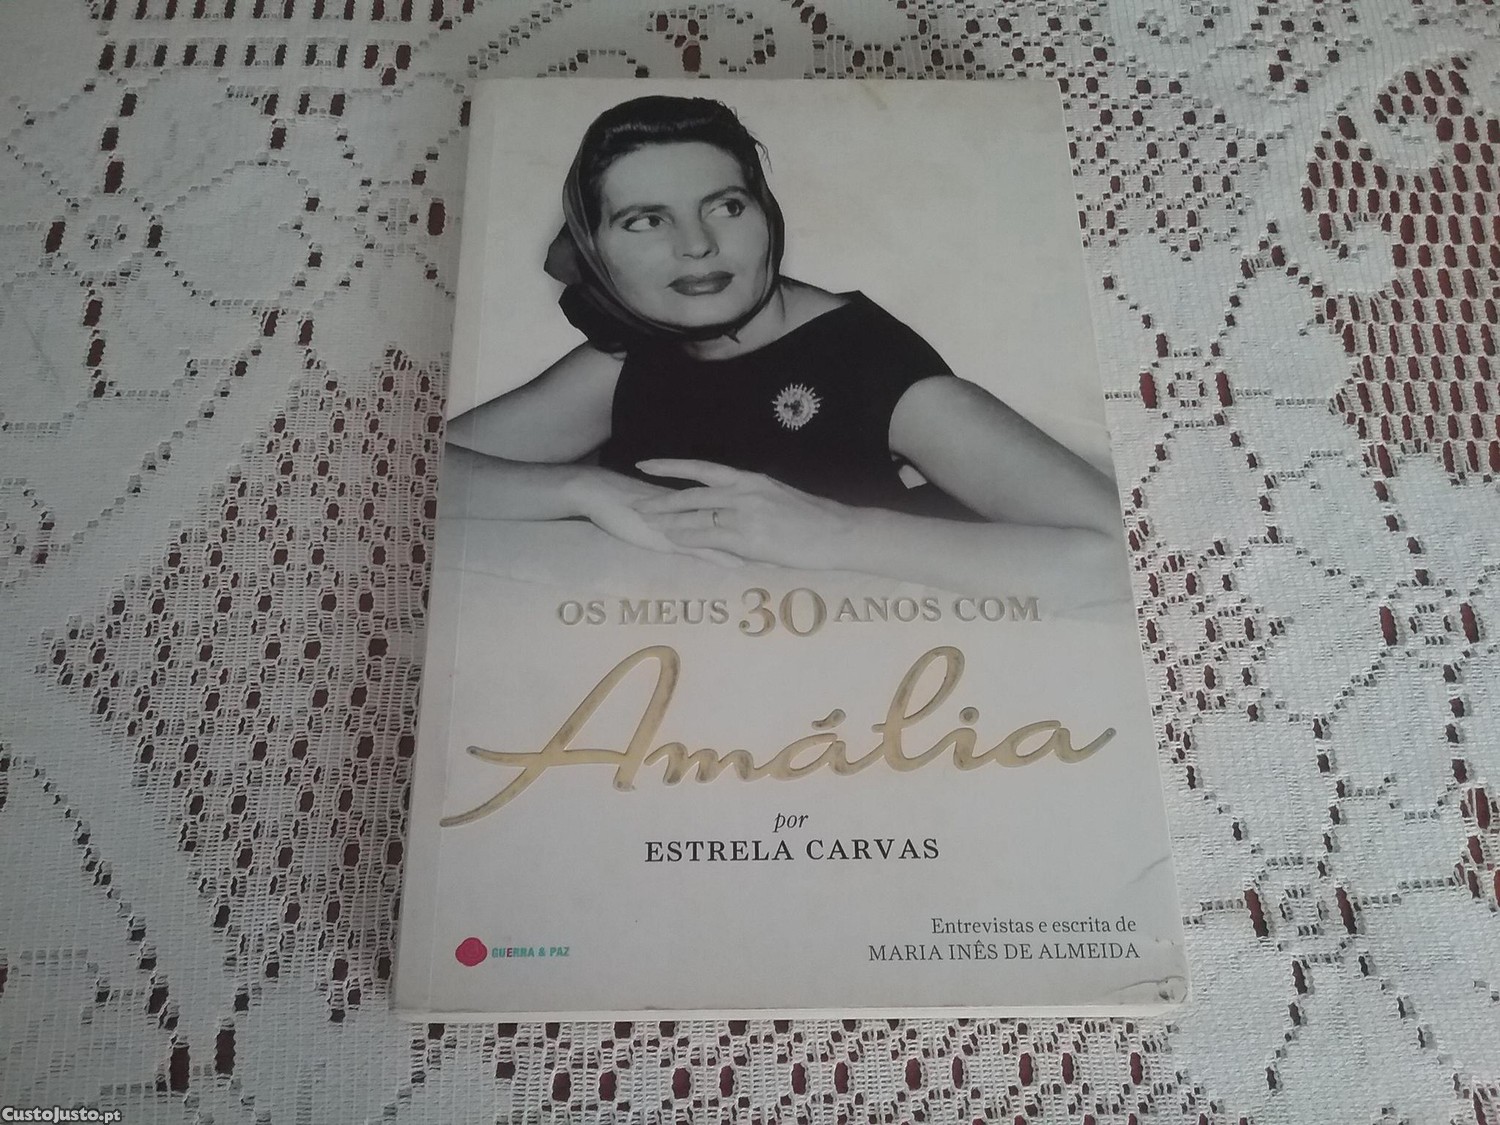 OS MEUS 30 ANOS COM
Amália
por
ESTRELA CARVAS
Entrevistas e escrita de
MARIA INÊS DE ALMEIDA
GUERRA & PAZ
CustoJusto.pt